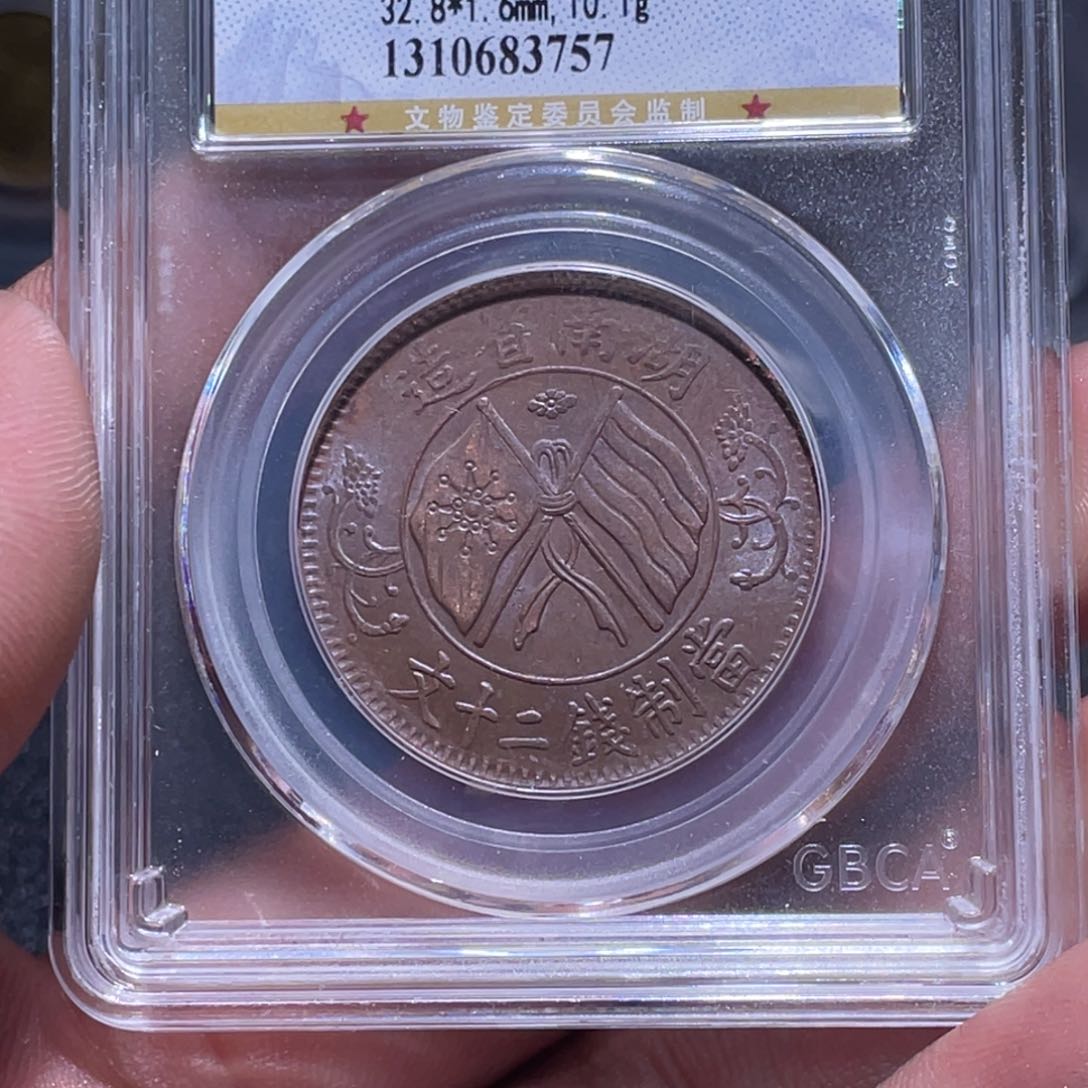 32.8*1.6mm,10.1g
1310683757
文物鉴定委员会监制
湖南省造
當制錢二十文
GBCA®